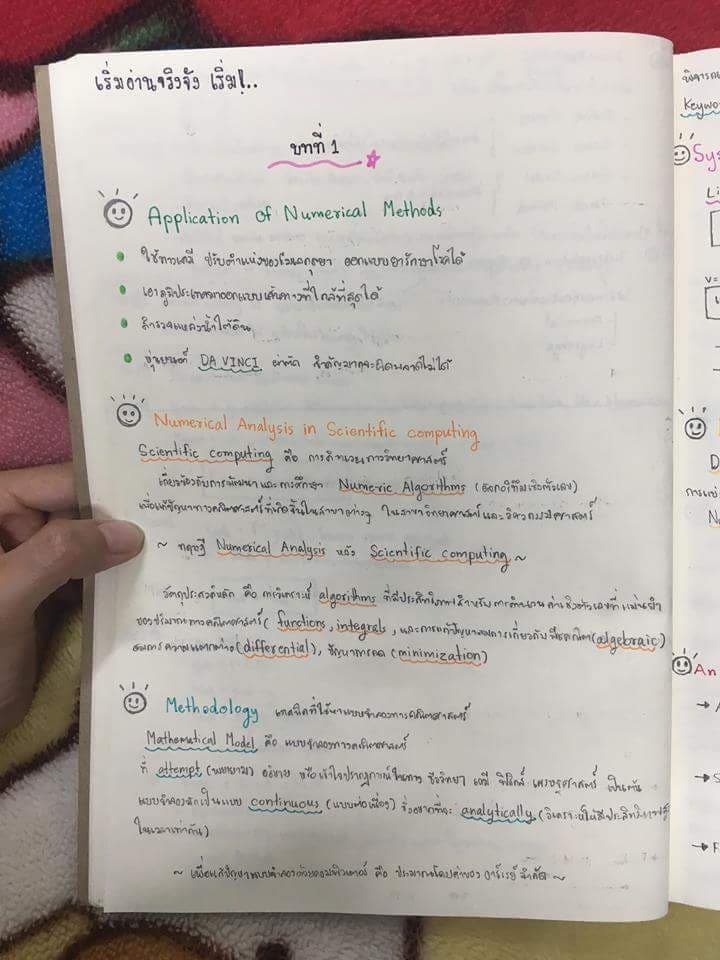 เริ่มอ่านจริงจัง เริ่ม!..
บทที่ 1
Application of Numerical Methods
ใช้ทางเคมี ปรับตำแหน่งของโมเลกุลยา ออกแบบยารักษาโรคได้
เอาภูมิประเทศมาออกแบบเส้นทางที่ใกล้ที่สุดได้
สำรวจแหล่งน้ำใต้ดิน
หุ่นยนต์ DA VINCI ผ่าตัด สำคัญมากจะผิดพลาดไม่ได้
Numerical Analysis in Scientific computing
Scientific computing คือ การคำนวณทางวิทยาศาสตร์
เกี่ยวข้องกับการพัฒนาและการศึกษา Numeric Algorithms (อัลกอริทึมเชิงตัวเลข)
เพื่อแก้ปัญหาทางคณิตศาสตร์ที่เกิดขึ้นในสาขาต่างๆ ในสาขาวิทยาศาสตร์และวิศวกรรมศาสตร์
~ ทฤษฎี Numerical Analysis หลัง Scientific computing ~
วัตถุประสงค์หลัก คือ การวิเคราะห์ algorithms ที่มีประสิทธิภาพสำหรับการคำนวณค่าเชิงตัวเลขที่แม่นยำ
ของปริมาณทางคณิตศาสตร์ (functions, integrals, และการแก้ปัญหาสมการเกี่ยวกับพีชคณิต (algebraic)
สมการความแตกต่าง (differential), ปัญหาการลด (minimization)
Methodology เทคนิคที่ใช้หาแบบจำลองทางคณิตศาสตร์
Mathematical Model คือ แบบจำลองทางคณิตศาสตร์
ที่ attempt (พยายาม) อธิบาย หรือเข้าใจปรากฏการณ์ในทาง ชีววิทยา เคมี ฟิสิกส์ เศรษฐศาสตร์ เป็นต้น
แบบจำลองมักเป็นแบบ continuous (แบบต่อเนื่อง) ซึ่งยากที่จะ analytically (วิเคราะห์ให้มีประสิทธิภาพ
ในเวลาเท่ากัน)
~ เพื่อแก้ปัญหาแบบจำลองด้วยคอมพิวเตอร์ คือ ประมาณโดยค่าของ อาร์เรย์จำกัด ~
พิจารณา
Keywo
Sys
Li
V=
D
การแข่
N
An